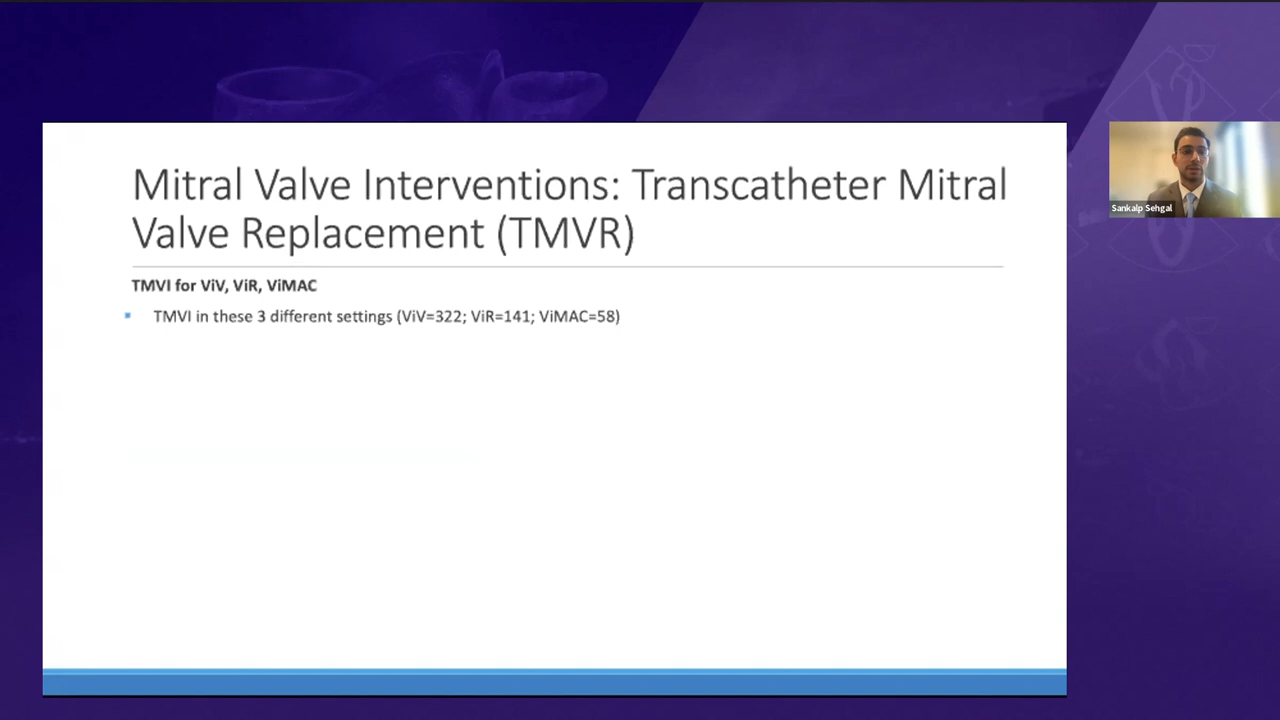 Mitral Valve Interventions: Transcatheter Mitral
Valve Replacement (TMVR)
TMVI for ViV, ViR, ViMAC
TMVI in these 3 different settings (ViV=322; ViR=141; ViMAC=58)
Sankalp Sehgal